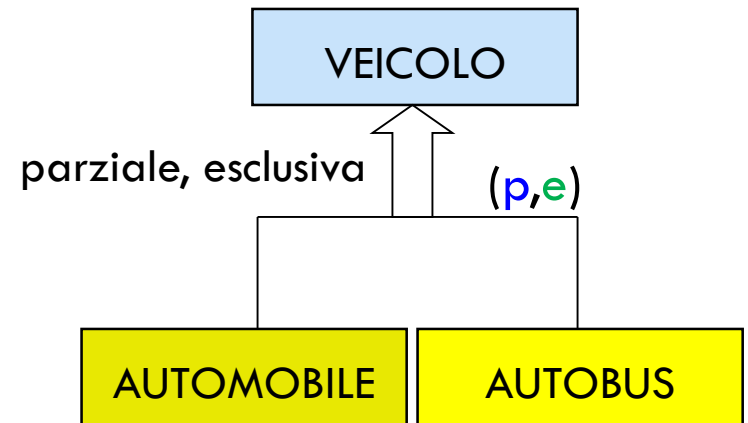 VEICOLO
parziale, esclusiva
(p,e)
AUTOMOBILE
AUTOBUS